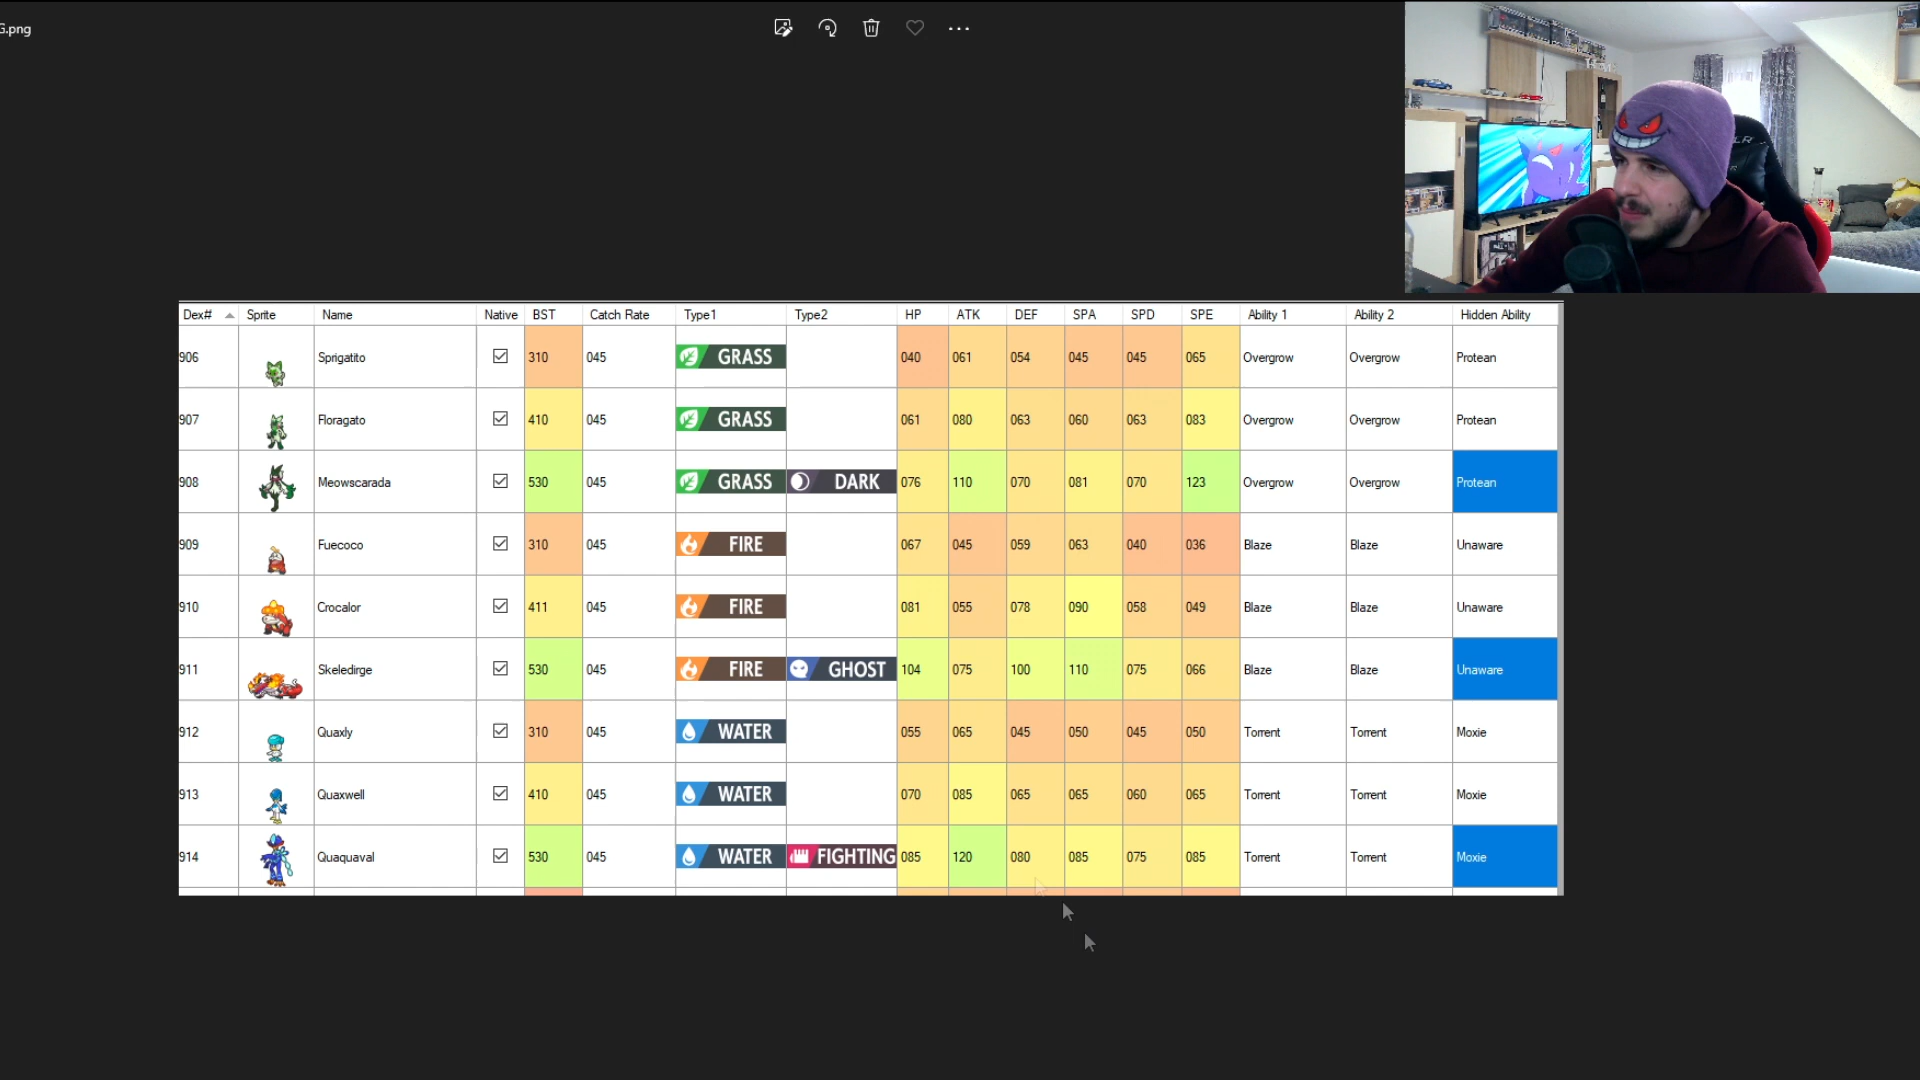 G.png
Dex# Sprite Name Native BST Catch Rate Type1 Type2 HP ATK DEF SPA SPD SPE Ability 1 Ability 2 Hidden Ability
906 Sprigatito 310 045 GRASS 040 061 054 045 045 065 Overgrow Overgrow Protean
907 Floragato 410 045 GRASS 061 080 063 060 063 083 Overgrow Overgrow Protean
908 Meowscarada 530 045 GRASS DARK 076 110 070 081 070 123 Overgrow Overgrow Protean
909 Fuecoco 310 045 FIRE 067 045 059 063 040 036 Blaze Blaze Unaware
910 Crocalor 411 045 FIRE 081 055 078 090 058 049 Blaze Blaze Unaware
911 Skeledirge 530 045 FIRE GHOST 104 075 100 110 075 066 Blaze Blaze Unaware
912 Quaxly 310 045 WATER 055 065 045 050 045 050 Torrent Torrent Moxie
913 Quaxwell 410 045 WATER 070 085 065 065 060 065 Torrent Torrent Moxie
914 Quaquaval 530 045 WATER FIGHTING 085 120 080 085 075 085 Torrent Torrent Moxie